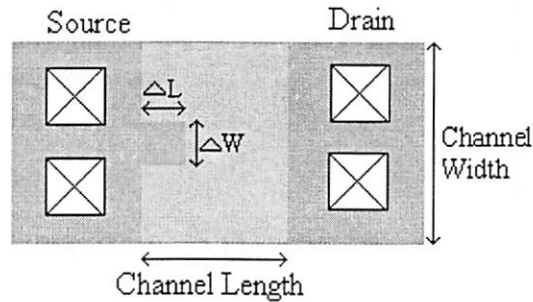 Source
Drain
△L
△W
Channel
Width
Channel Length